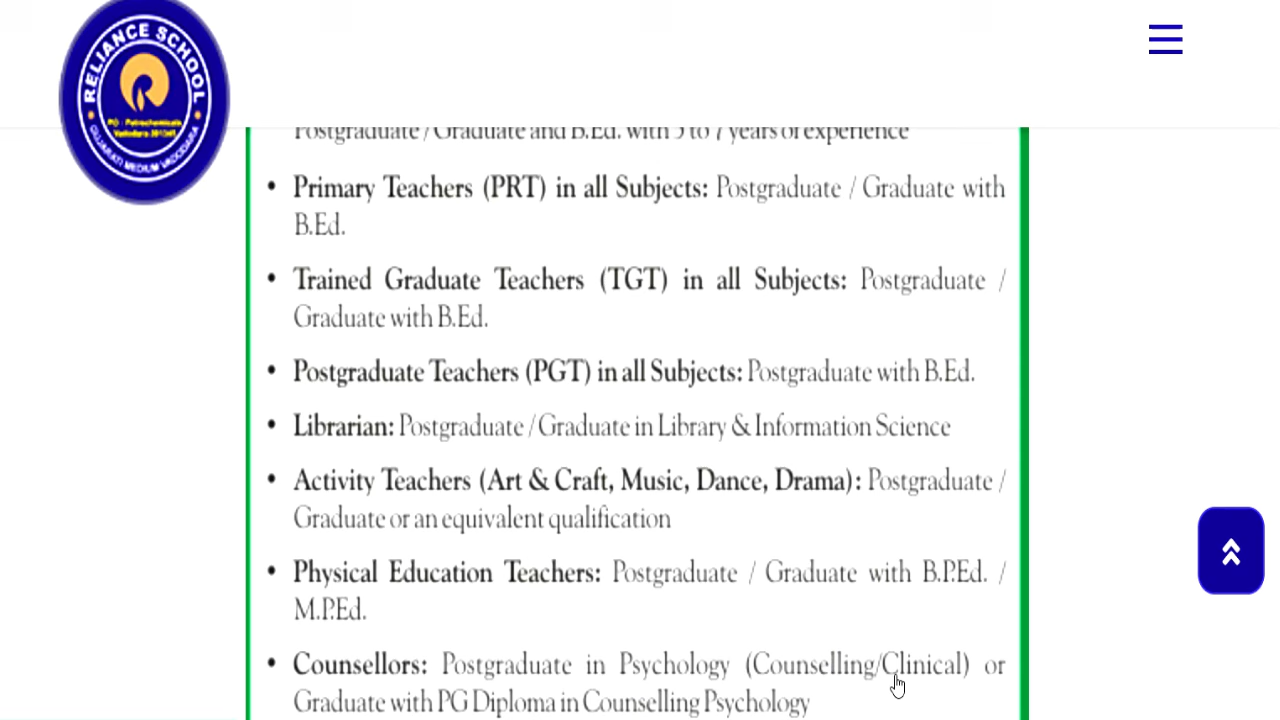 RELIANCE SCHOOL
GUJARATI MEDIUM VADODARA
Postgraduate / Graduate and B.Ed. with 5 to 7 years of experience
• Primary Teachers (PRT) in all Subjects: Postgraduate / Graduate with
B.Ed.
• Trained Graduate Teachers (TGT) in all Subjects: Postgraduate /
Graduate with B.Ed.
• Postgraduate Teachers (PGT) in all Subjects: Postgraduate with B.Ed.
• Librarian: Postgraduate / Graduate in Library & Information Science
• Activity Teachers (Art & Craft, Music, Dance, Drama): Postgraduate /
Graduate or an equivalent qualification
• Physical Education Teachers: Postgraduate / Graduate with B.P.Ed. /
M.P.Ed.
• Counsellors: Postgraduate in Psychology (Counselling/Clinical) or
Graduate with PG Diploma in Counselling Psychology